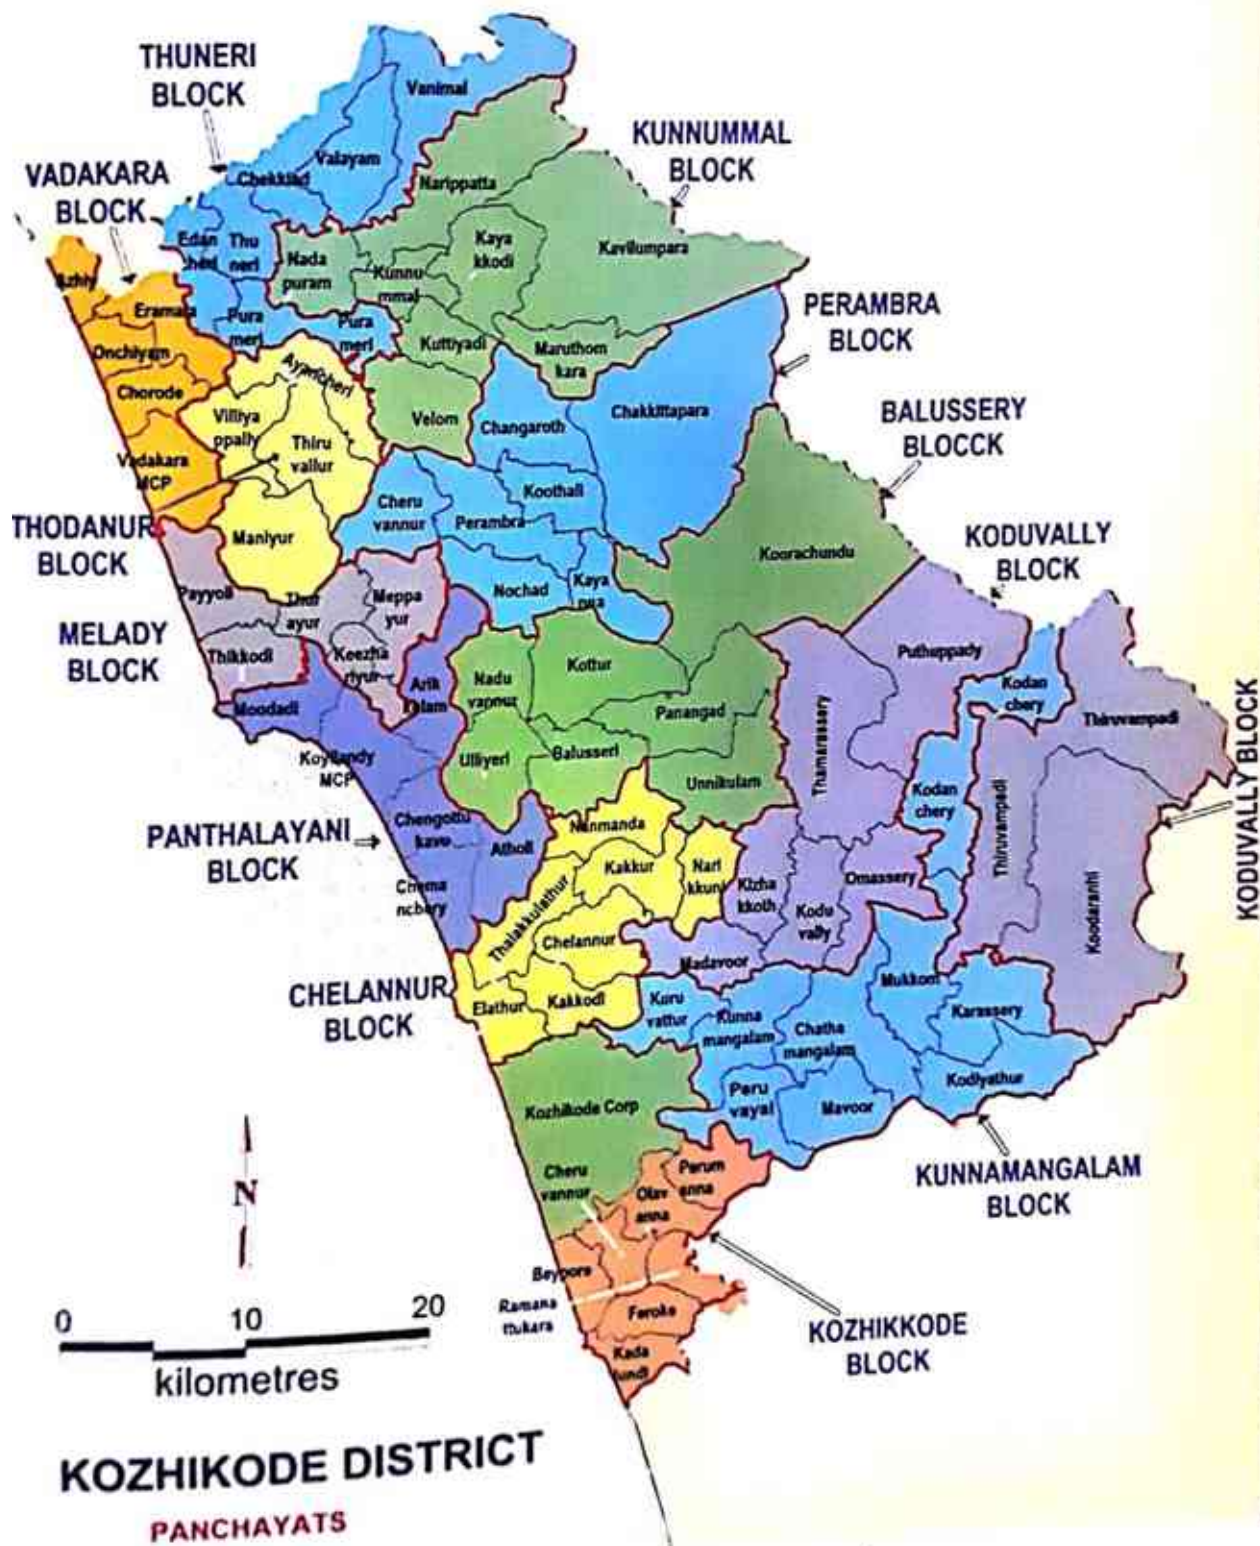 THUNERI
BLOCK
VADAKARA
BLOCK
KUNNUMMAL
BLOCK
PERAMBRA
BLOCK
BALUSSERY
BLOCCK
KODUVALLY
BLOCK
THODANUR
BLOCK
MELADY
BLOCK
PANTHALAYANI
BLOCK
CHELANNUR
BLOCK
KODUVALLY BLOCK
KUNNAMANGALAM
BLOCK
KOZHIKKODE
BLOCK
Vanimal
Valayam
Chekkiad
Edan
cheri
Thu
neri
Pura
meri
Pura
meri
Narippatta
Nada
puram
Kunnu
mmal
Kaya
kkodi
Kavilumpara
Kuttiyadi
Maruthom
kara
Velom
Azhiy
Eramala
Onchiyam
Chorode
Vadakara
MCP
Ayancheri
Villiya
ppally
Thiru
vallur
Maniyur
Changaroth
Chakkittapara
Koothali
Cheru
vannur
Perambra
Nochad
Kaya
nna
Koorachundu
Payyoli
Thur
ayur
Meppa
yur
Thikkodi
Keezha
riyur
Moodadi
Arik
kulam
Koyilandy
MCP
Chengottu
kavu
Atholi
Chema
nchery
Nadu
vannur
Kottur
Panangad
Ulliyeri
Balusseri
Unnikulam
Puthuppady
Thamarassery
Kodan
chery
Kodan
chery
Thiruvampadi
Thiruvampadi
Koodaranhi
Nanmanda
Kakkur
Nari
kkuni
Thalakkulathur
Chelannur
Elathur
Kakkodi
Kizha
kkoth
Kodu
vally
Omassery
Madavoor
Kuru
vattur
Kunna
mangalam
Chatha
mangalam
Mukkom
Karassery
Kodiyathur
Peru
vayal
Mavoor
Kozhikode Corp
Cheru
vannur
Olav
anna
Perum
anna
Beypore
Ramana
ttukara
Feroke
Kada
lundi
N
0 10 20
kilometres
KOZHIKODE DISTRICT
PANCHAYATS